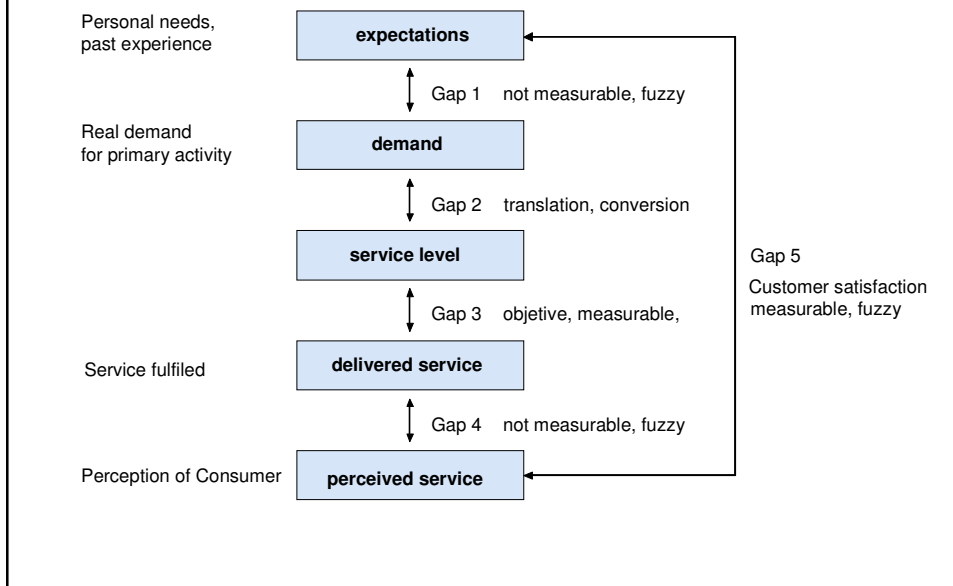 Personal needs,
past experience
expectations
Gap 1 not measurable, fuzzy
Real demand
for primary activity
demand
Gap 2 translation, conversion
service level
Gap 5
Customer satisfaction
measurable, fuzzy
Gap 3 objetive, measurable,
Service fulfiled
delivered service
Gap 4 not measurable, fuzzy
Perception of Consumer
perceived service